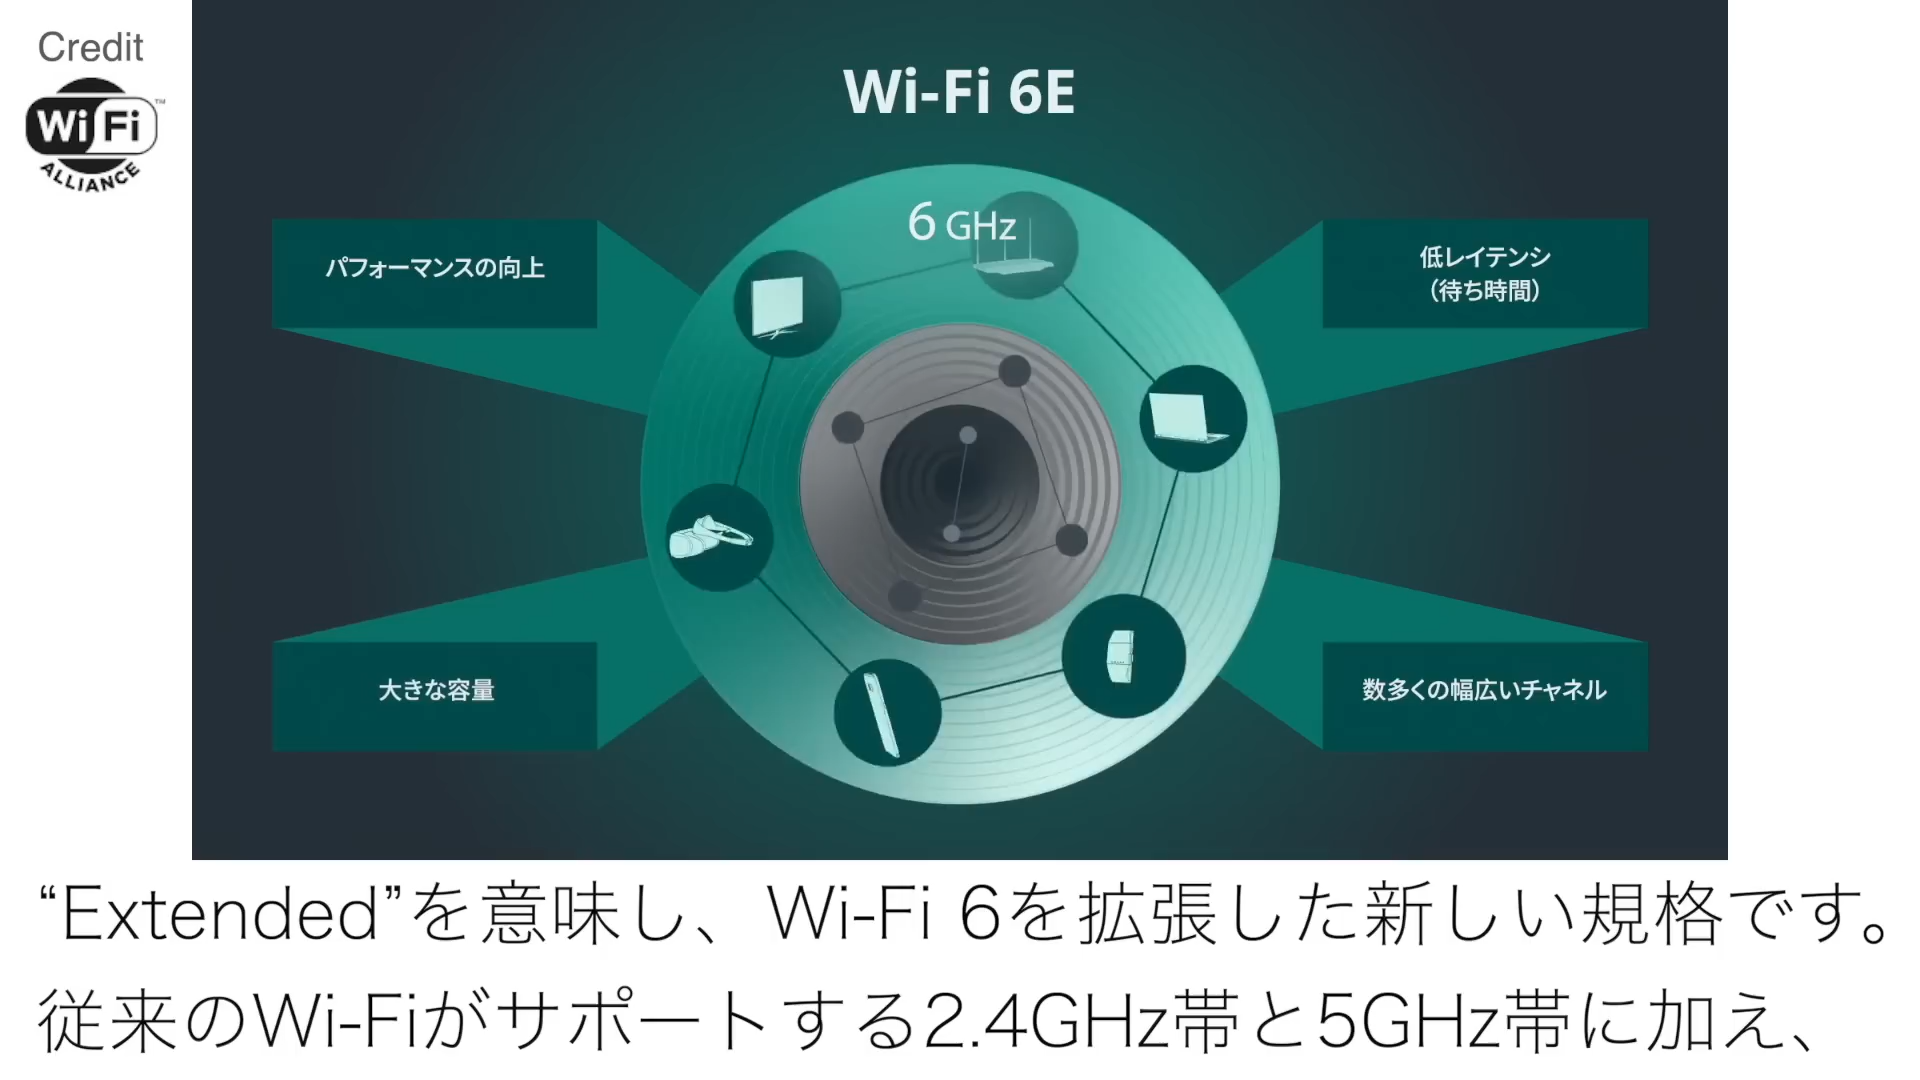 Credit
Wi Fi
TM
ALLIANCE
Wi-Fi 6E
6 GHz
パフォーマンスの向上
低レイテンシ
（待ち時間）
大きな容量
数多くの幅広いチャネル
“Extended”を意味し、Wi-Fi 6を拡張した新しい規格です。
従来のWi-Fiがサポートする2.4GHz帯と5GHz帯に加え、